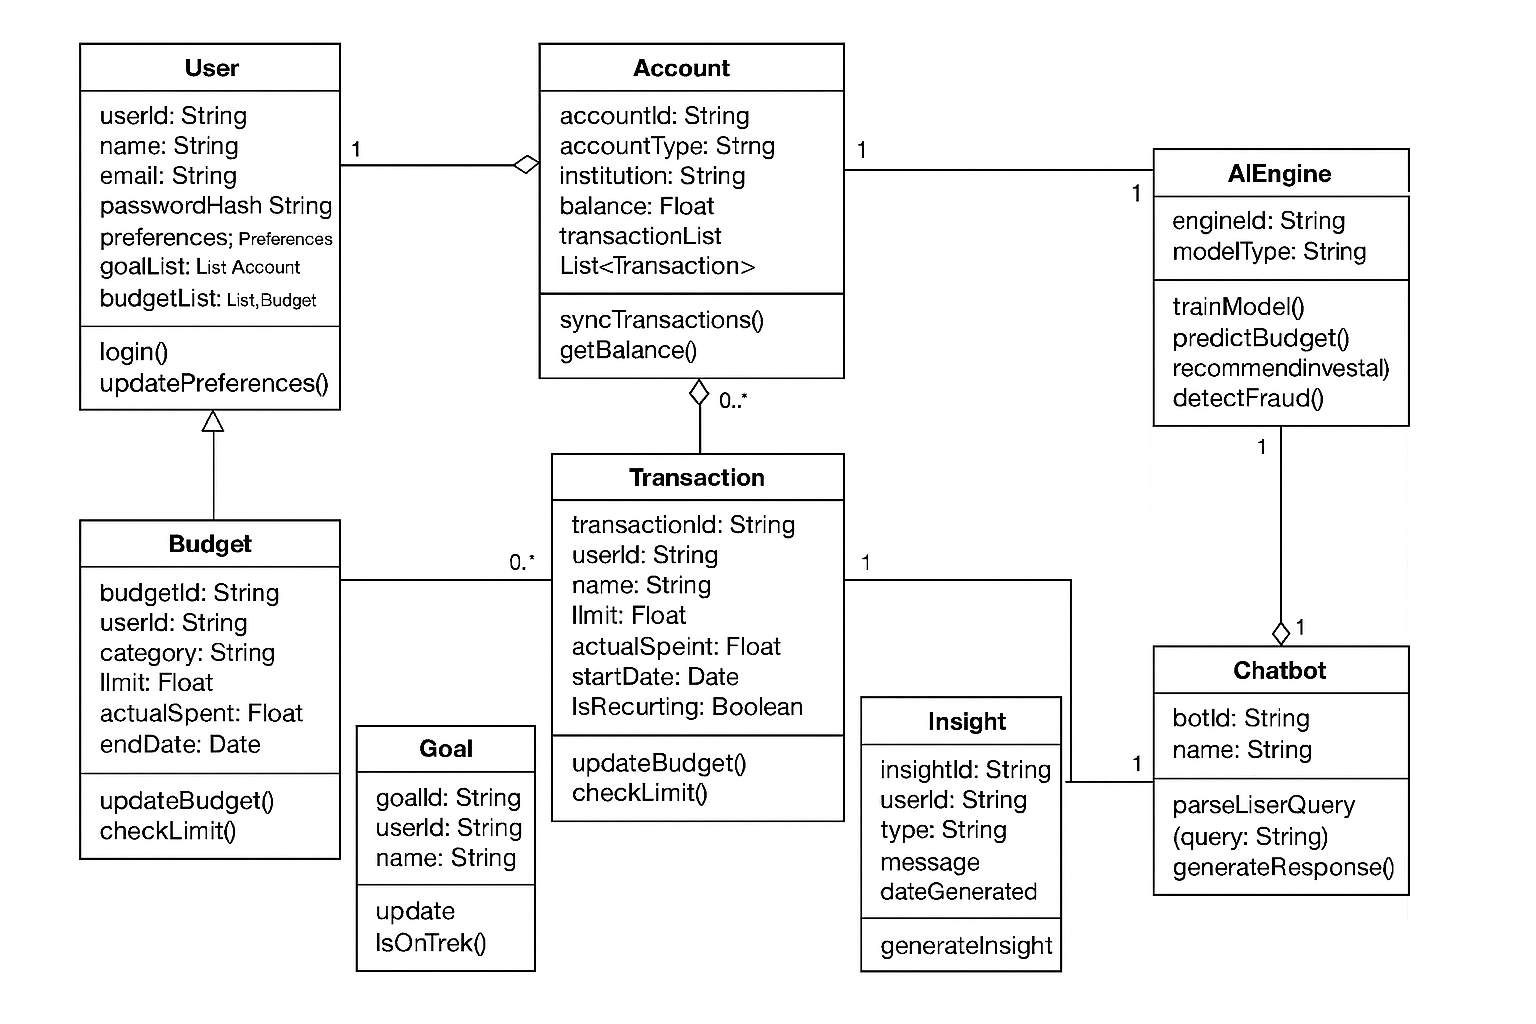 User
userId: String
name: String
email: String
passwordHash String
preferences; Preferences
goalList: List Account
budgetList: List,Budget
login()
updatePreferences()
1
Account
accountId: String
accountType: Strng
institution: String
balance: Float
transactionList
List<Transaction>
syncTransactions()
getBalance()
1
1
AIEngine
engineId: String
modelType: String
trainModel()
predictBudget()
recommendinvestal)
detectFraud()
0..*
1
Budget
budgetId: String
userId: String
category: String
llmit: Float
actualSpent: Float
endDate: Date
updateBudget()
checkLimit()
0.*
Transaction
transactionId: String
userId: String
name: String
llmit: Float
actualSpeint: Float
startDate: Date
IsRecurting: Boolean
updateBudget()
checkLimit()
1
1
1
Chatbot
botId: String
name: String
parseLiserQuery
(query: String)
generateResponse()
Goal
goalId: String
userId: String
name: String
update
IsOnTrek()
Insight
insightId: String
userId: String
type: String
message
dateGenerated
generateInsight